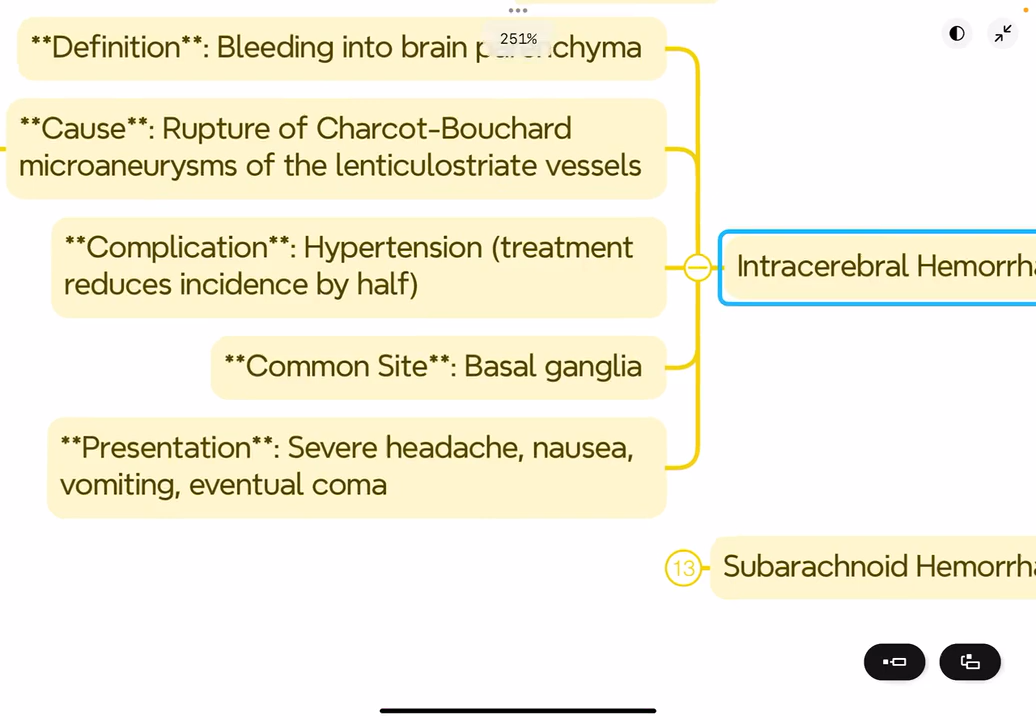 251%
**Definition**: Bleeding into brain parenchyma
**Cause**: Rupture of Charcot-Bouchard
microaneurysms of the lenticulostriate vessels
**Complication**: Hypertension (treatment
reduces incidence by half)
Intracerebral Hemorrha
**Common Site**: Basal ganglia
**Presentation**: Severe headache, nausea,
vomiting, eventual coma
13
Subarachnoid Hemorrha